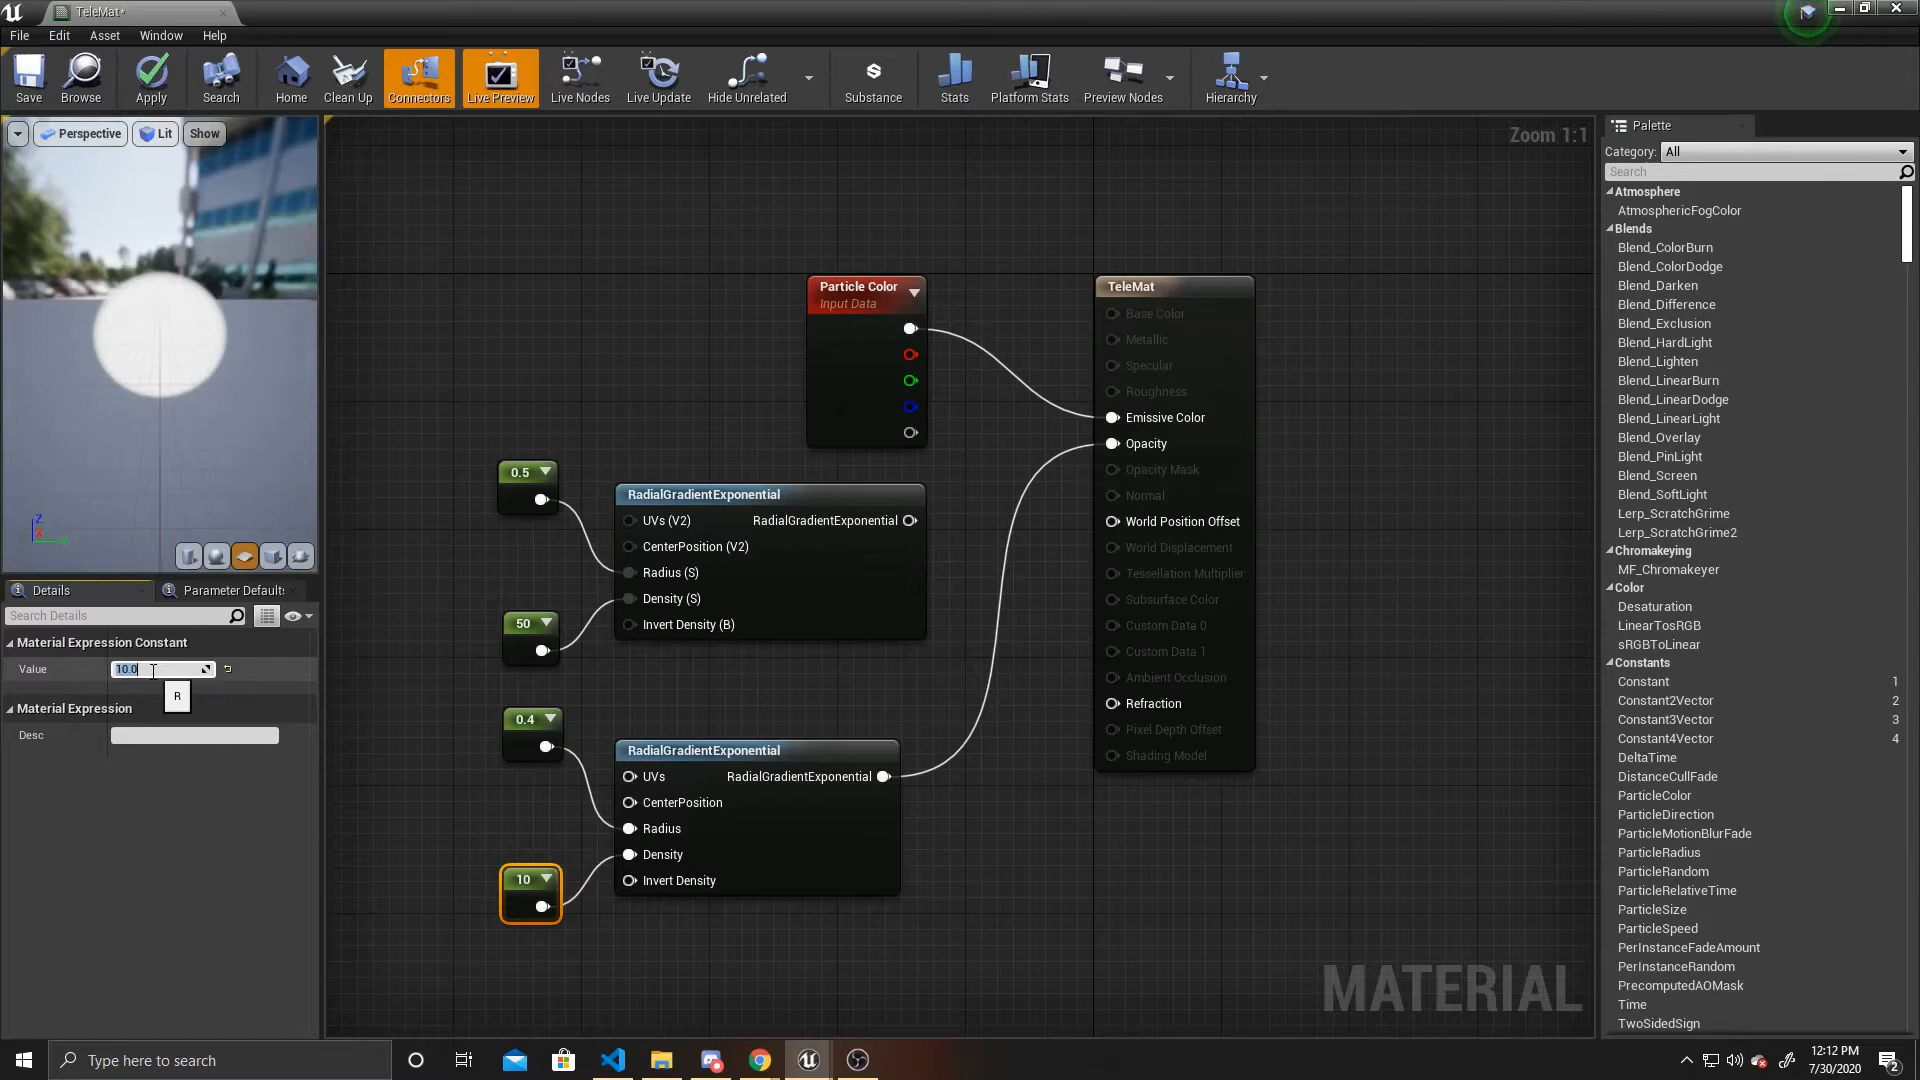 TeleMat*
File Edit Asset Window Help
Save Browse Apply Search Home Clean Up Connectors Live Preview Live Nodes Live Update Hide Unrelated Substance Stats Platform Stats Preview Nodes Hierarchy
Perspective Lit Show
Zoom 1:1
Z
X
Y
Details Parameter Defaults
Search Details
Material Expression Constant
Value 10.0
R
Material Expression
Desc
Particle Color
Input Data
0.5
RadialGradientExponential
UVs (V2) RadialGradientExponential
CenterPosition (V2)
Radius (S)
Density (S)
Invert Density (B)
50
0.4
RadialGradientExponential
UVs RadialGradientExponential
CenterPosition
Radius
Density
Invert Density
10
TeleMat
Base Color
Metallic
Specular
Roughness
Emissive Color
Opacity
Opacity Mask
Normal
World Position Offset
World Displacement
Tessellation Multiplier
Subsurface Color
Custom Data 0
Custom Data 1
Ambient Occlusion
Refraction
Pixel Depth Offset
Shading Model
MATERIAL
Palette
Category: All
Search
Atmosphere
AtmosphericFogColor
Blends
Blend_ColorBurn
Blend_ColorDodge
Blend_Darken
Blend_Difference
Blend_Exclusion
Blend_HardLight
Blend_Lighten
Blend_LinearBurn
Blend_LinearDodge
Blend_LinearLight
Blend_Overlay
Blend_PinLight
Blend_Screen
Blend_SoftLight
Lerp_ScratchGrime
Lerp_ScratchGrime2
Chromakeying
MF_Chromakeyer
Color
Desaturation
LinearTosRGB
sRGBToLinear
Constants
Constant 1
Constant2Vector 2
Constant3Vector 3
Constant4Vector 4
DeltaTime
DistanceCullFade
ParticleColor
ParticleDirection
ParticleMotionBlurFade
ParticleRadius
ParticleRandom
ParticleRelativeTime
ParticleSize
ParticleSpeed
PerInstanceFadeAmount
PerInstanceRandom
PrecomputedAOMask
Time
TwoSidedSign
Type here to search
12:12 PM
7/30/2020
2